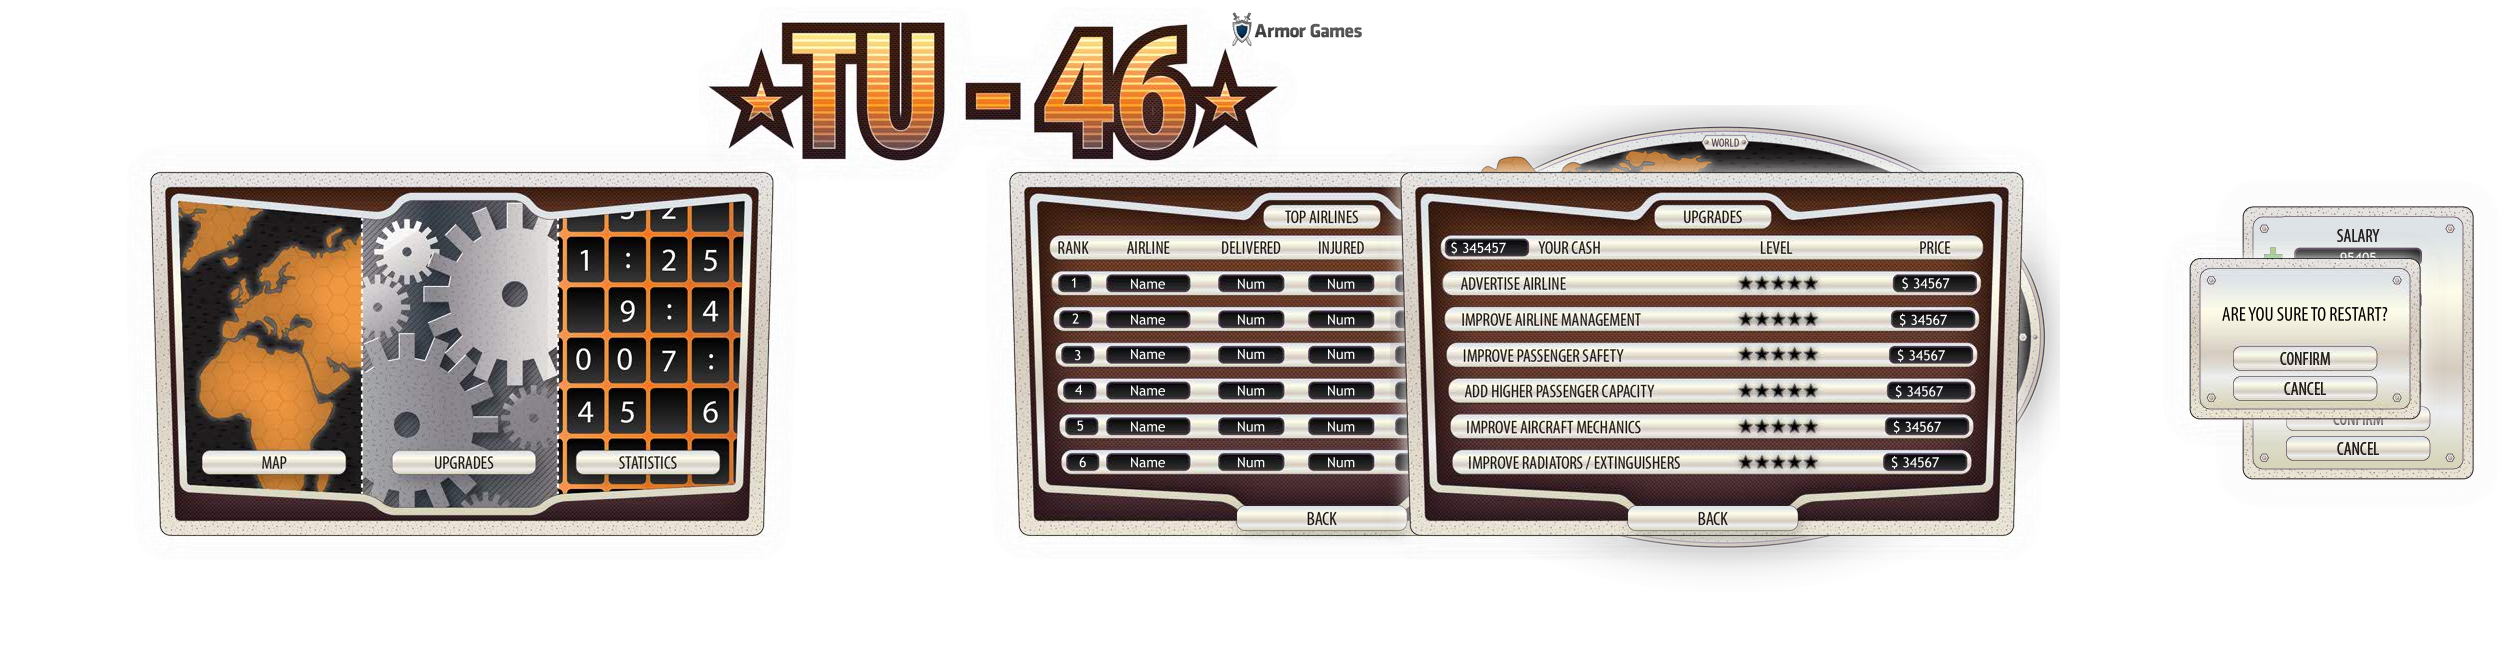 TU - 46
Armor Games
WORLD
3 2
1 : 2 5
9 : 4
0 0 7 :
4 5 6
MAP
UPGRADES
STATISTICS
TOP AIRLINES
RANK AIRLINE DELIVERED INJURED
1 Name Num Num
2 Name Num Num
3 Name Num Num
4 Name Num Num
5 Name Num Num
6 Name Num Num
BACK
UPGRADES
$ 345457 YOUR CASH LEVEL PRICE
ADVERTISE AIRLINE $ 34567
IMPROVE AIRLINE MANAGEMENT $ 34567
IMPROVE PASSENGER SAFETY $ 34567
ADD HIGHER PASSENGER CAPACITY $ 34567
IMPROVE AIRCRAFT MECHANICS $ 34567
IMPROVE RADIATORS / EXTINGUISHERS $ 34567
BACK
SALARY
95405
ARE YOU SURE TO RESTART?
CONFIRM
CANCEL
CONFIRM
CANCEL